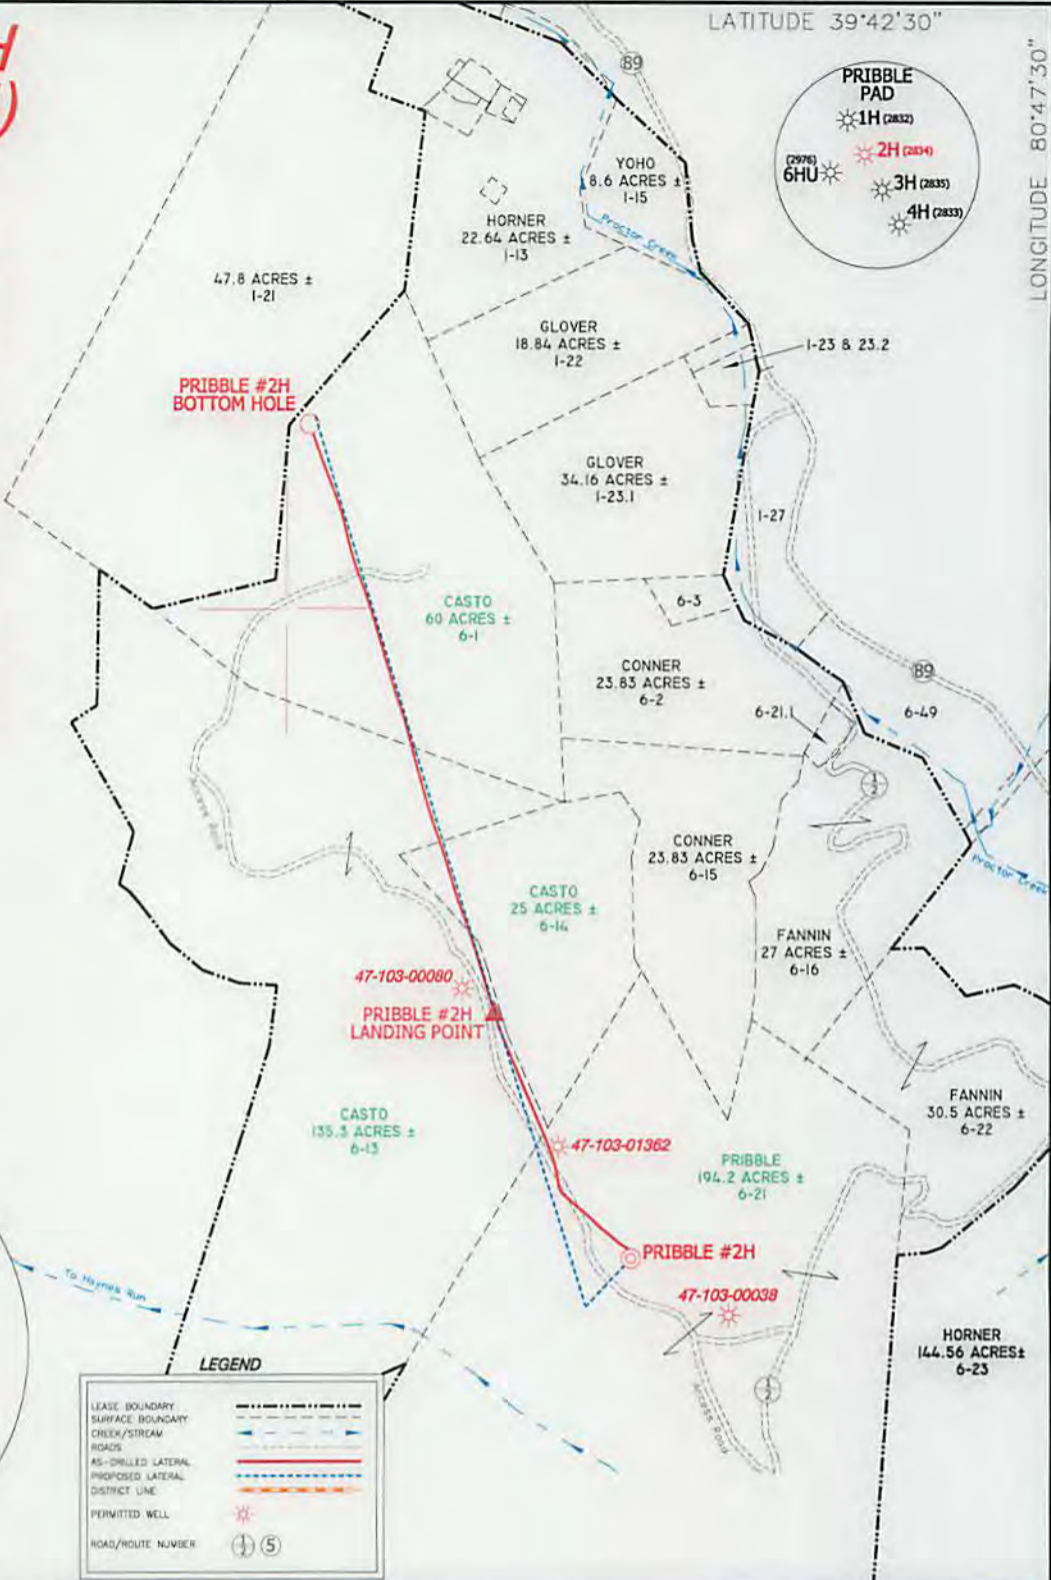 LATITUDE 39°42'30"
LONGITUDE 80°47'30"
H
)
89
PRIBBLE
PAD
1H (2832)
2H (2834)
(2976)
6HU
3H (2835)
4H (2833)
YOHO
8.6 ACRES ±
1-15
HORNER
22.64 ACRES ±
1-13
Proctor Creek
47.8 ACRES ±
1-21
GLOVER
18.84 ACRES ±
1-22
1-23 & 23.2
PRIBBLE #2H
BOTTOM HOLE
GLOVER
34.16 ACRES ±
1-23.1
1-27
CASTO
60 ACRES ±
6-1
6-3
CONNER
23.83 ACRES ±
6-2
89
6-21.1
6-49
1/2
Access Road
CONNER
23.83 ACRES ±
6-15
Proctor Creek
CASTO
25 ACRES ±
6-14
FANNIN
27 ACRES ±
6-16
47-103-00080
PRIBBLE #2H
LANDING POINT
FANNIN
30.5 ACRES ±
6-22
CASTO
135.3 ACRES ±
6-13
47-103-01362
PRIBBLE
194.2 ACRES ±
6-21
PRIBBLE #2H
To Haynes Run
47-103-00038
HORNER
144.56 ACRES±
6-23
1/2
Access Road
LEGEND
LEASE BOUNDARY
SURFACE BOUNDARY
CREEK/STREAM
ROADS
AS-DRILLED LATERAL
PROPOSED LATERAL
DISTRICT LINE
PERMITTED WELL
ROAD/ROUTE NUMBER
1/2 5